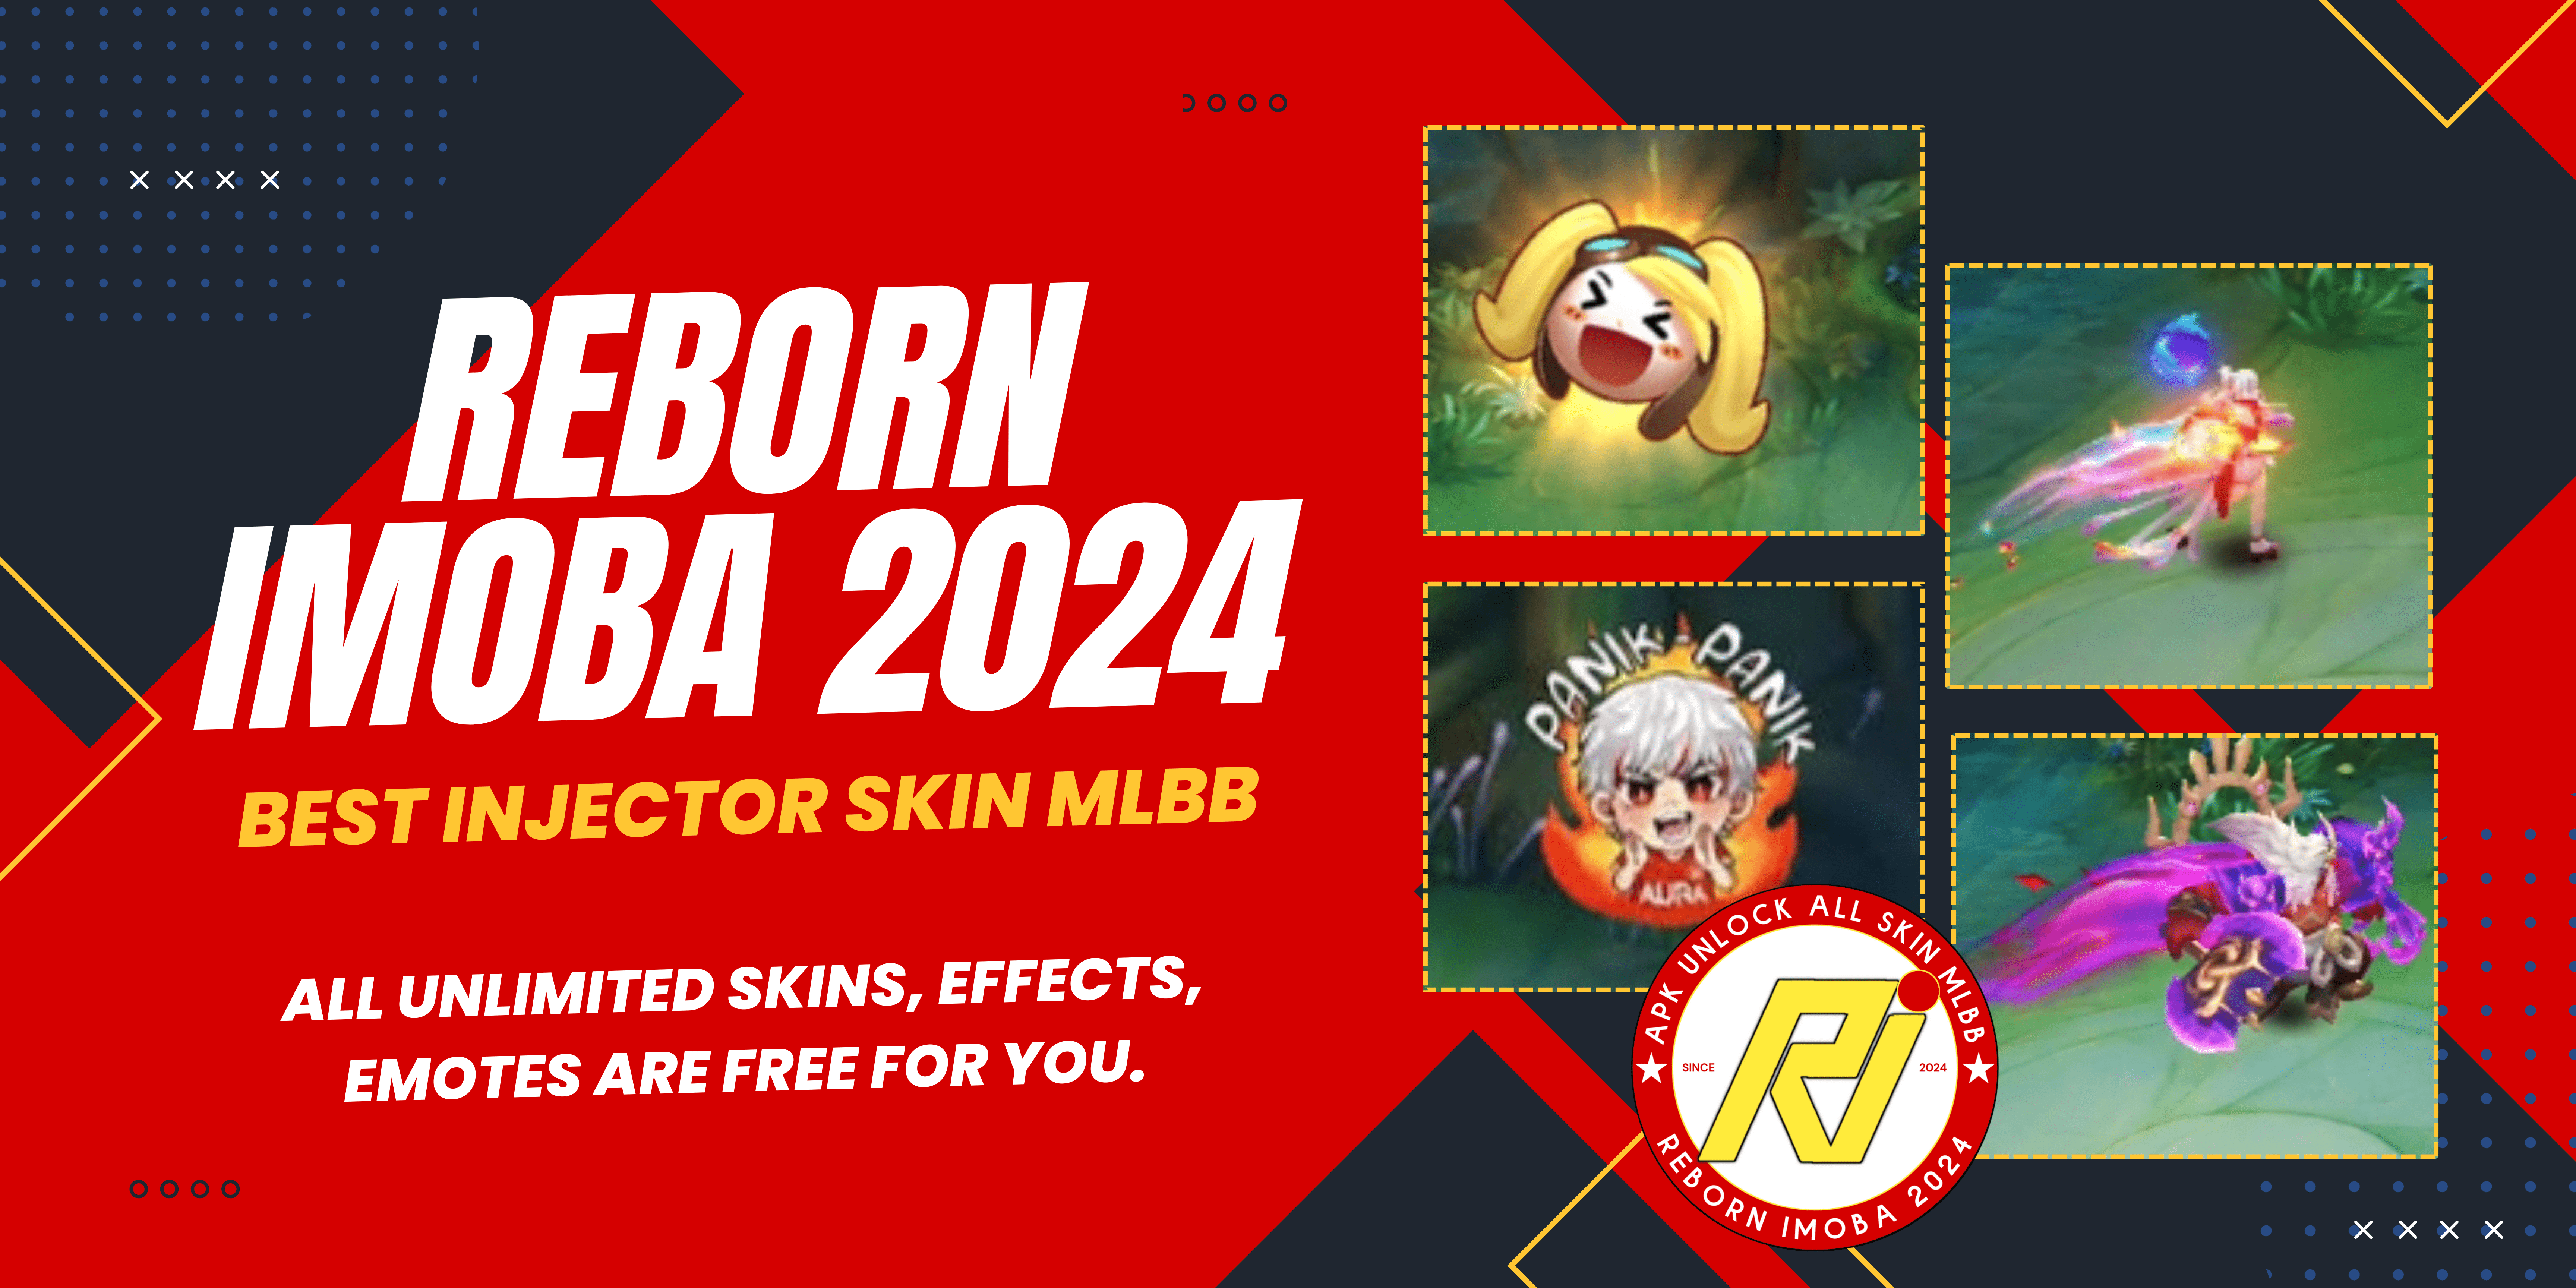 REBORN
IMOBA 2024
BEST INJECTOR SKIN MLBB
ALL UNLIMITED SKINS, EFFECTS,
EMOTES ARE FREE FOR YOU.
PANIK PANIK
AURA
APK UNLOCK ALL SKIN MLBB
SINCE 2024
RI
REBORN IMOBA 2024